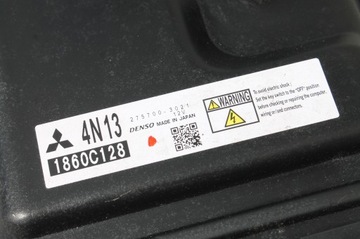 4N13
1860C128
275700-3021
12V
DENSO MADE IN JAPAN
WARNING
To avoid electric shock :
Set the key switch to the "OFF" position
before checking or repairing the computer,
wiring and connectors.